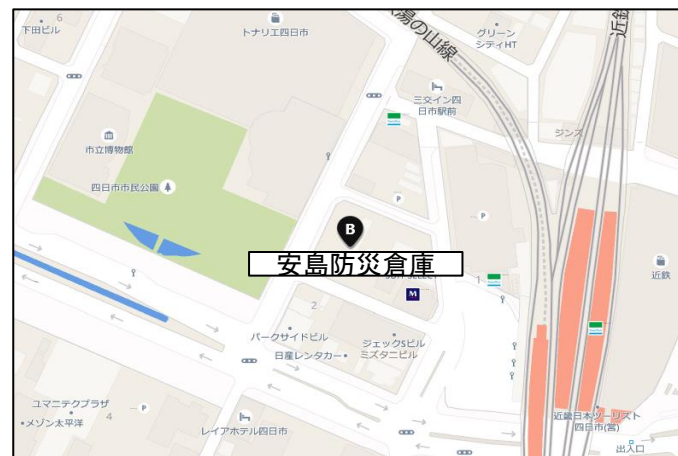 下田ビル
6
トナリエ四日市
湯の山線
グリーン
シティHT
近鉄
三交イン四
日市駅前
ジンズ
市立博物館
四日市市民公園
P
P
B
安島防災倉庫
1
近鉄
M
2
パークサイドビル
日産レンタカー
ジェックSビル
ミズタニビル
ユマニテクプラザ
メゾン太平洋
4
P
レイアホテル四日市
近畿日本ツーリスト
四日市(営)
出入口